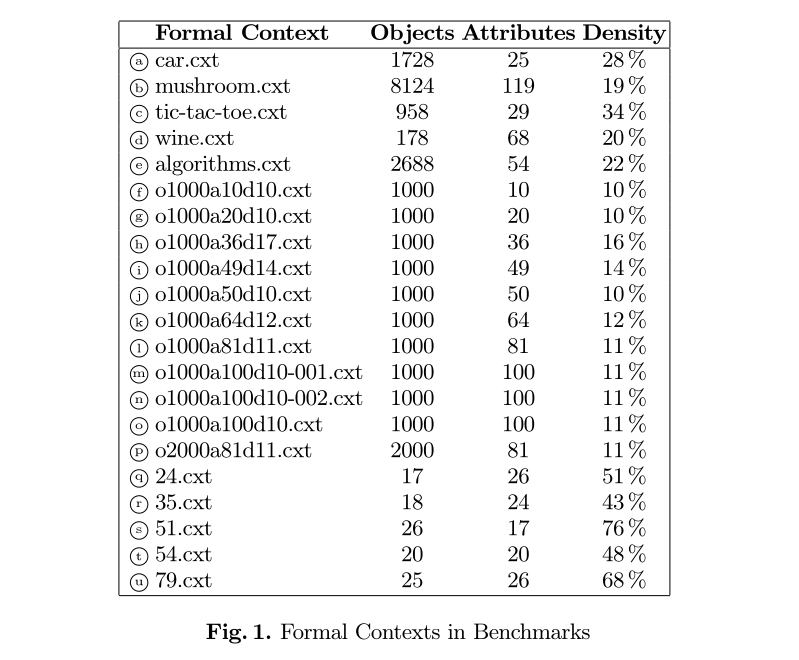 Formal Context Objects Attributes Density
ⓐ car.cxt 1728 25 28 %
ⓑ mushroom.cxt 8124 119 19 %
ⓒ tic-tac-toe.cxt 958 29 34 %
ⓓ wine.cxt 178 68 20 %
ⓔ algorithms.cxt 2688 54 22 %
ⓕ o1000a10d10.cxt 1000 10 10 %
ⓖ o1000a20d10.cxt 1000 20 10 %
ⓗ o1000a36d17.cxt 1000 36 16 %
ⓘ o1000a49d14.cxt 1000 49 14 %
ⓙ o1000a50d10.cxt 1000 50 10 %
ⓚ o1000a64d12.cxt 1000 64 12 %
ⓛ o1000a81d11.cxt 1000 81 11 %
ⓜ o1000a100d10-001.cxt 1000 100 11 %
ⓝ o1000a100d10-002.cxt 1000 100 11 %
ⓞ o1000a100d10.cxt 1000 100 11 %
ⓟ o2000a81d11.cxt 2000 81 11 %
ⓠ 24.cxt 17 26 51 %
ⓡ 35.cxt 18 24 43 %
ⓢ 51.cxt 26 17 76 %
ⓣ 54.cxt 20 20 48 %
ⓤ 79.cxt 25 26 68 %
Fig. 1. Formal Contexts in Benchmarks